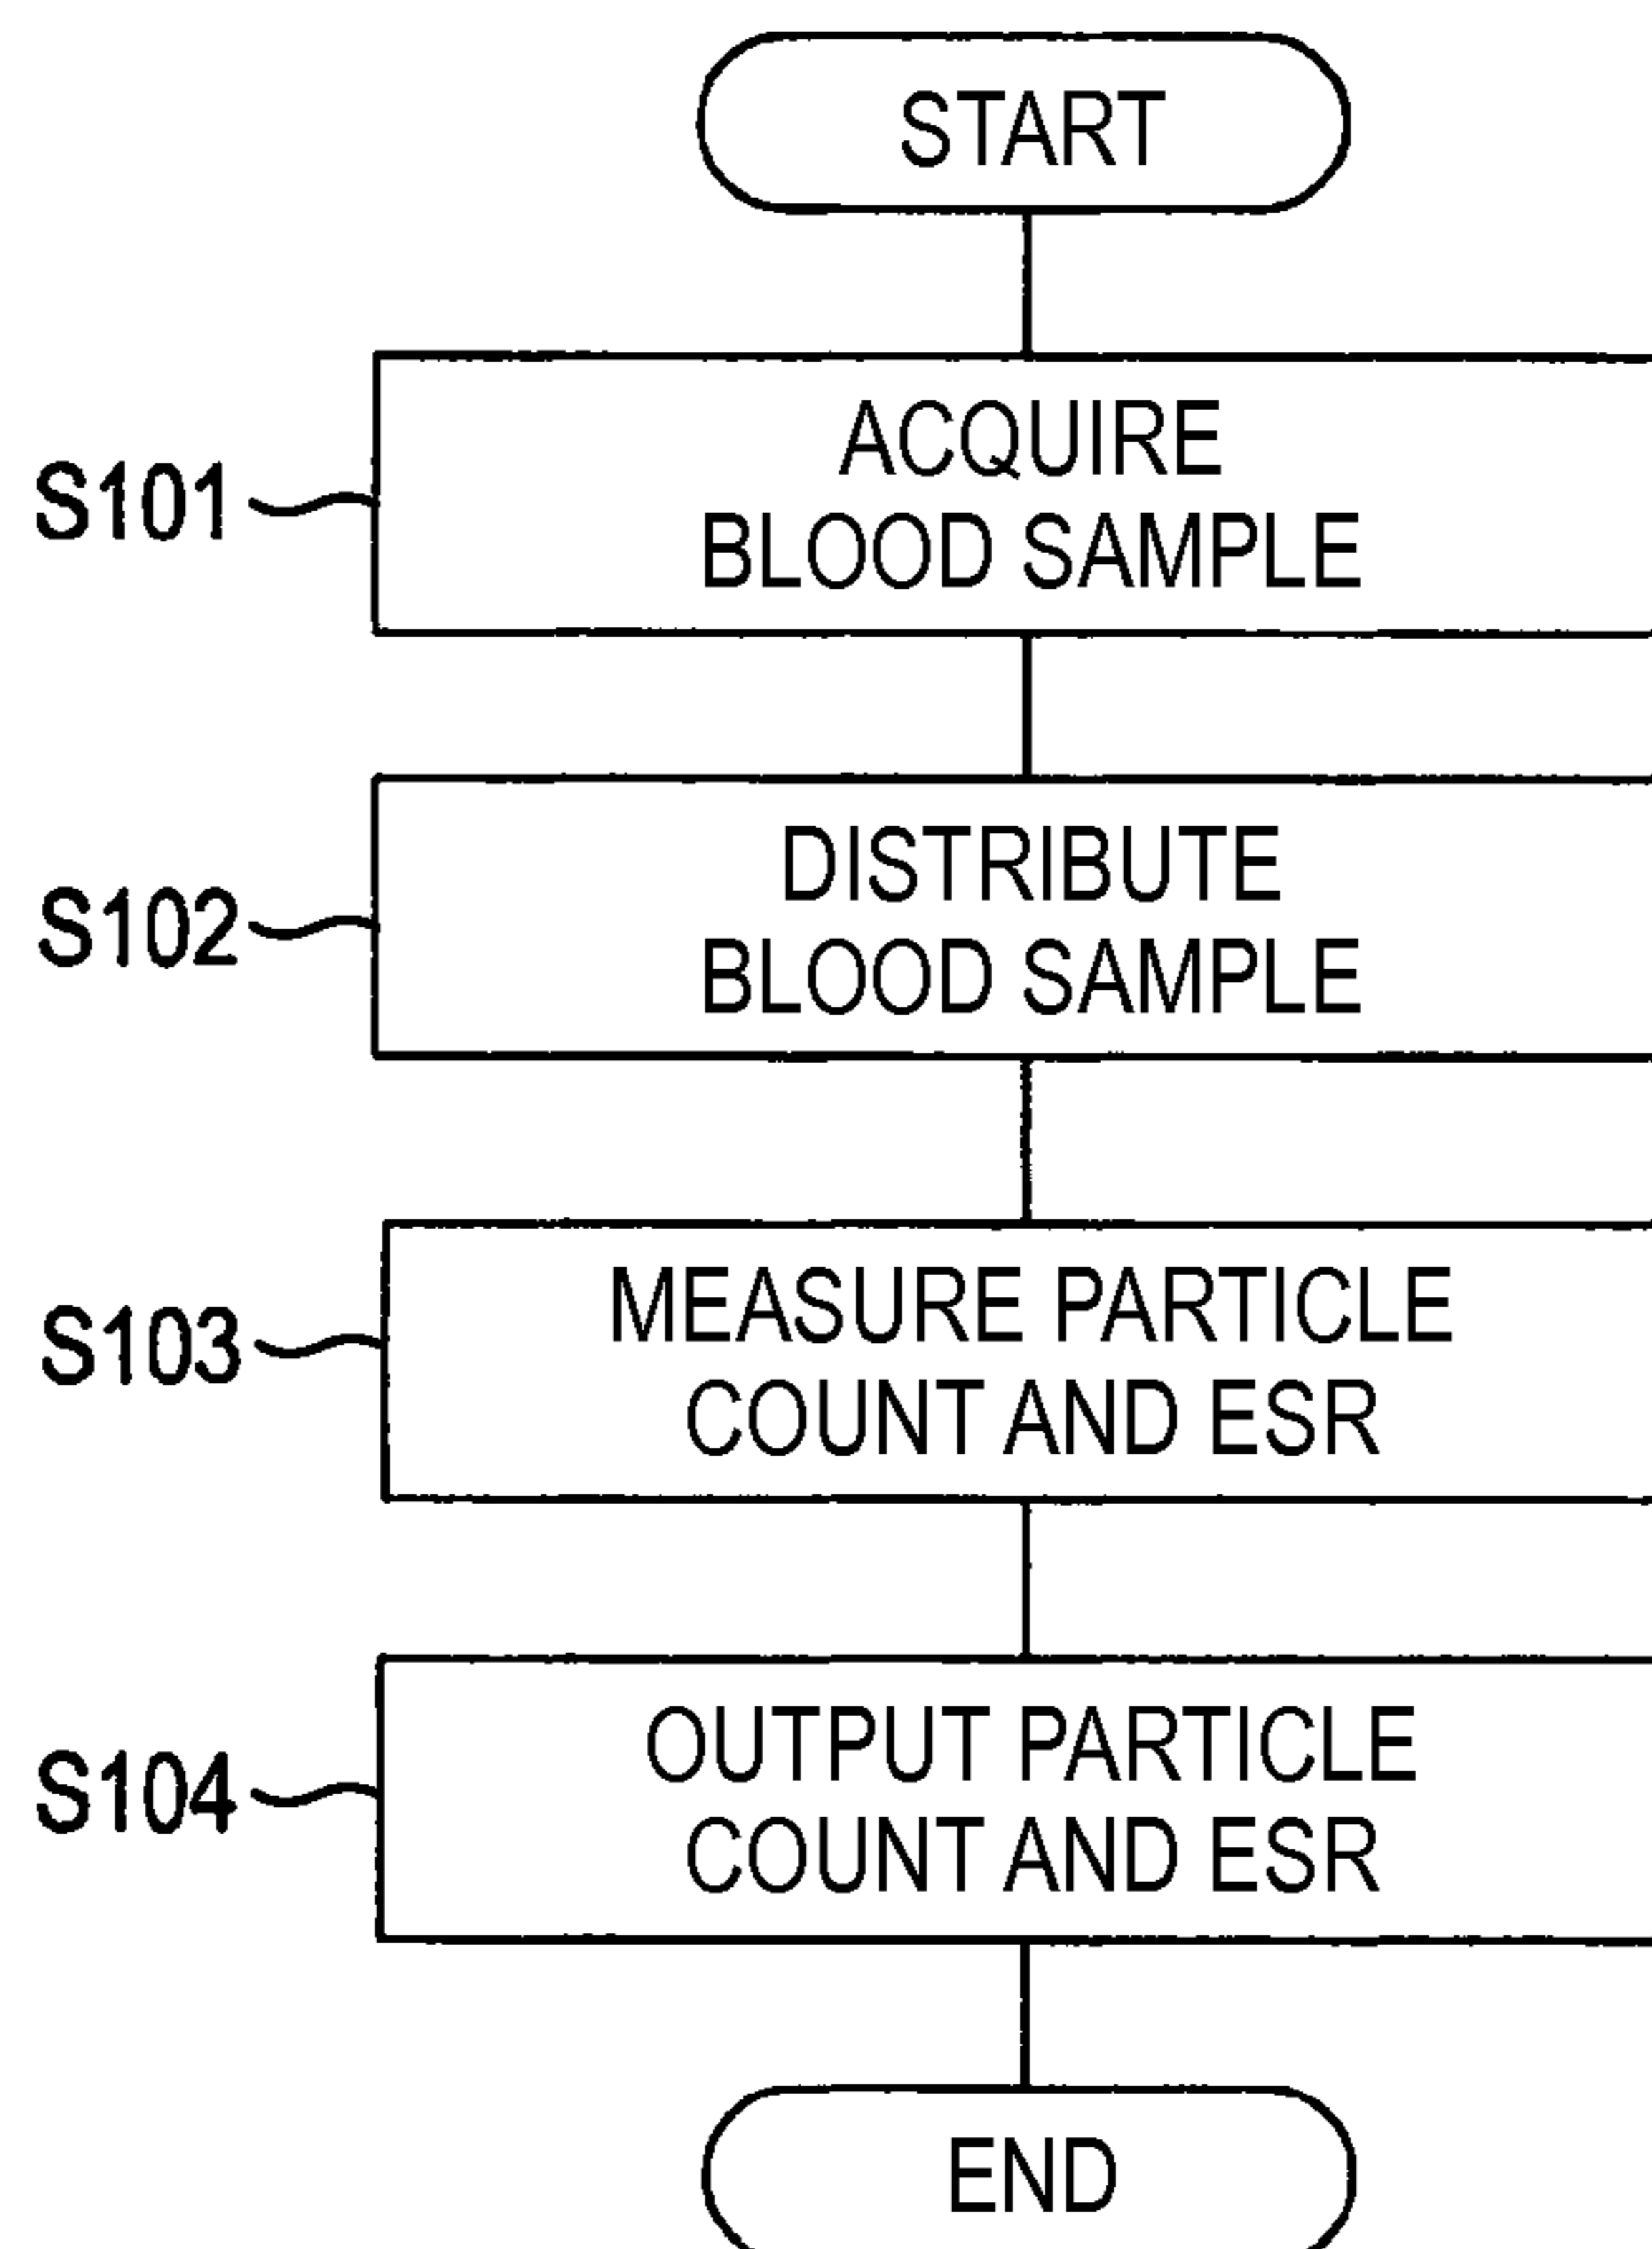 START
S101
ACQUIRE
BLOOD SAMPLE
S102
DISTRIBUTE
BLOOD SAMPLE
S103
MEASURE PARTICLE
COUNT AND ESR
S104
OUTPUT PARTICLE
COUNT AND ESR
END